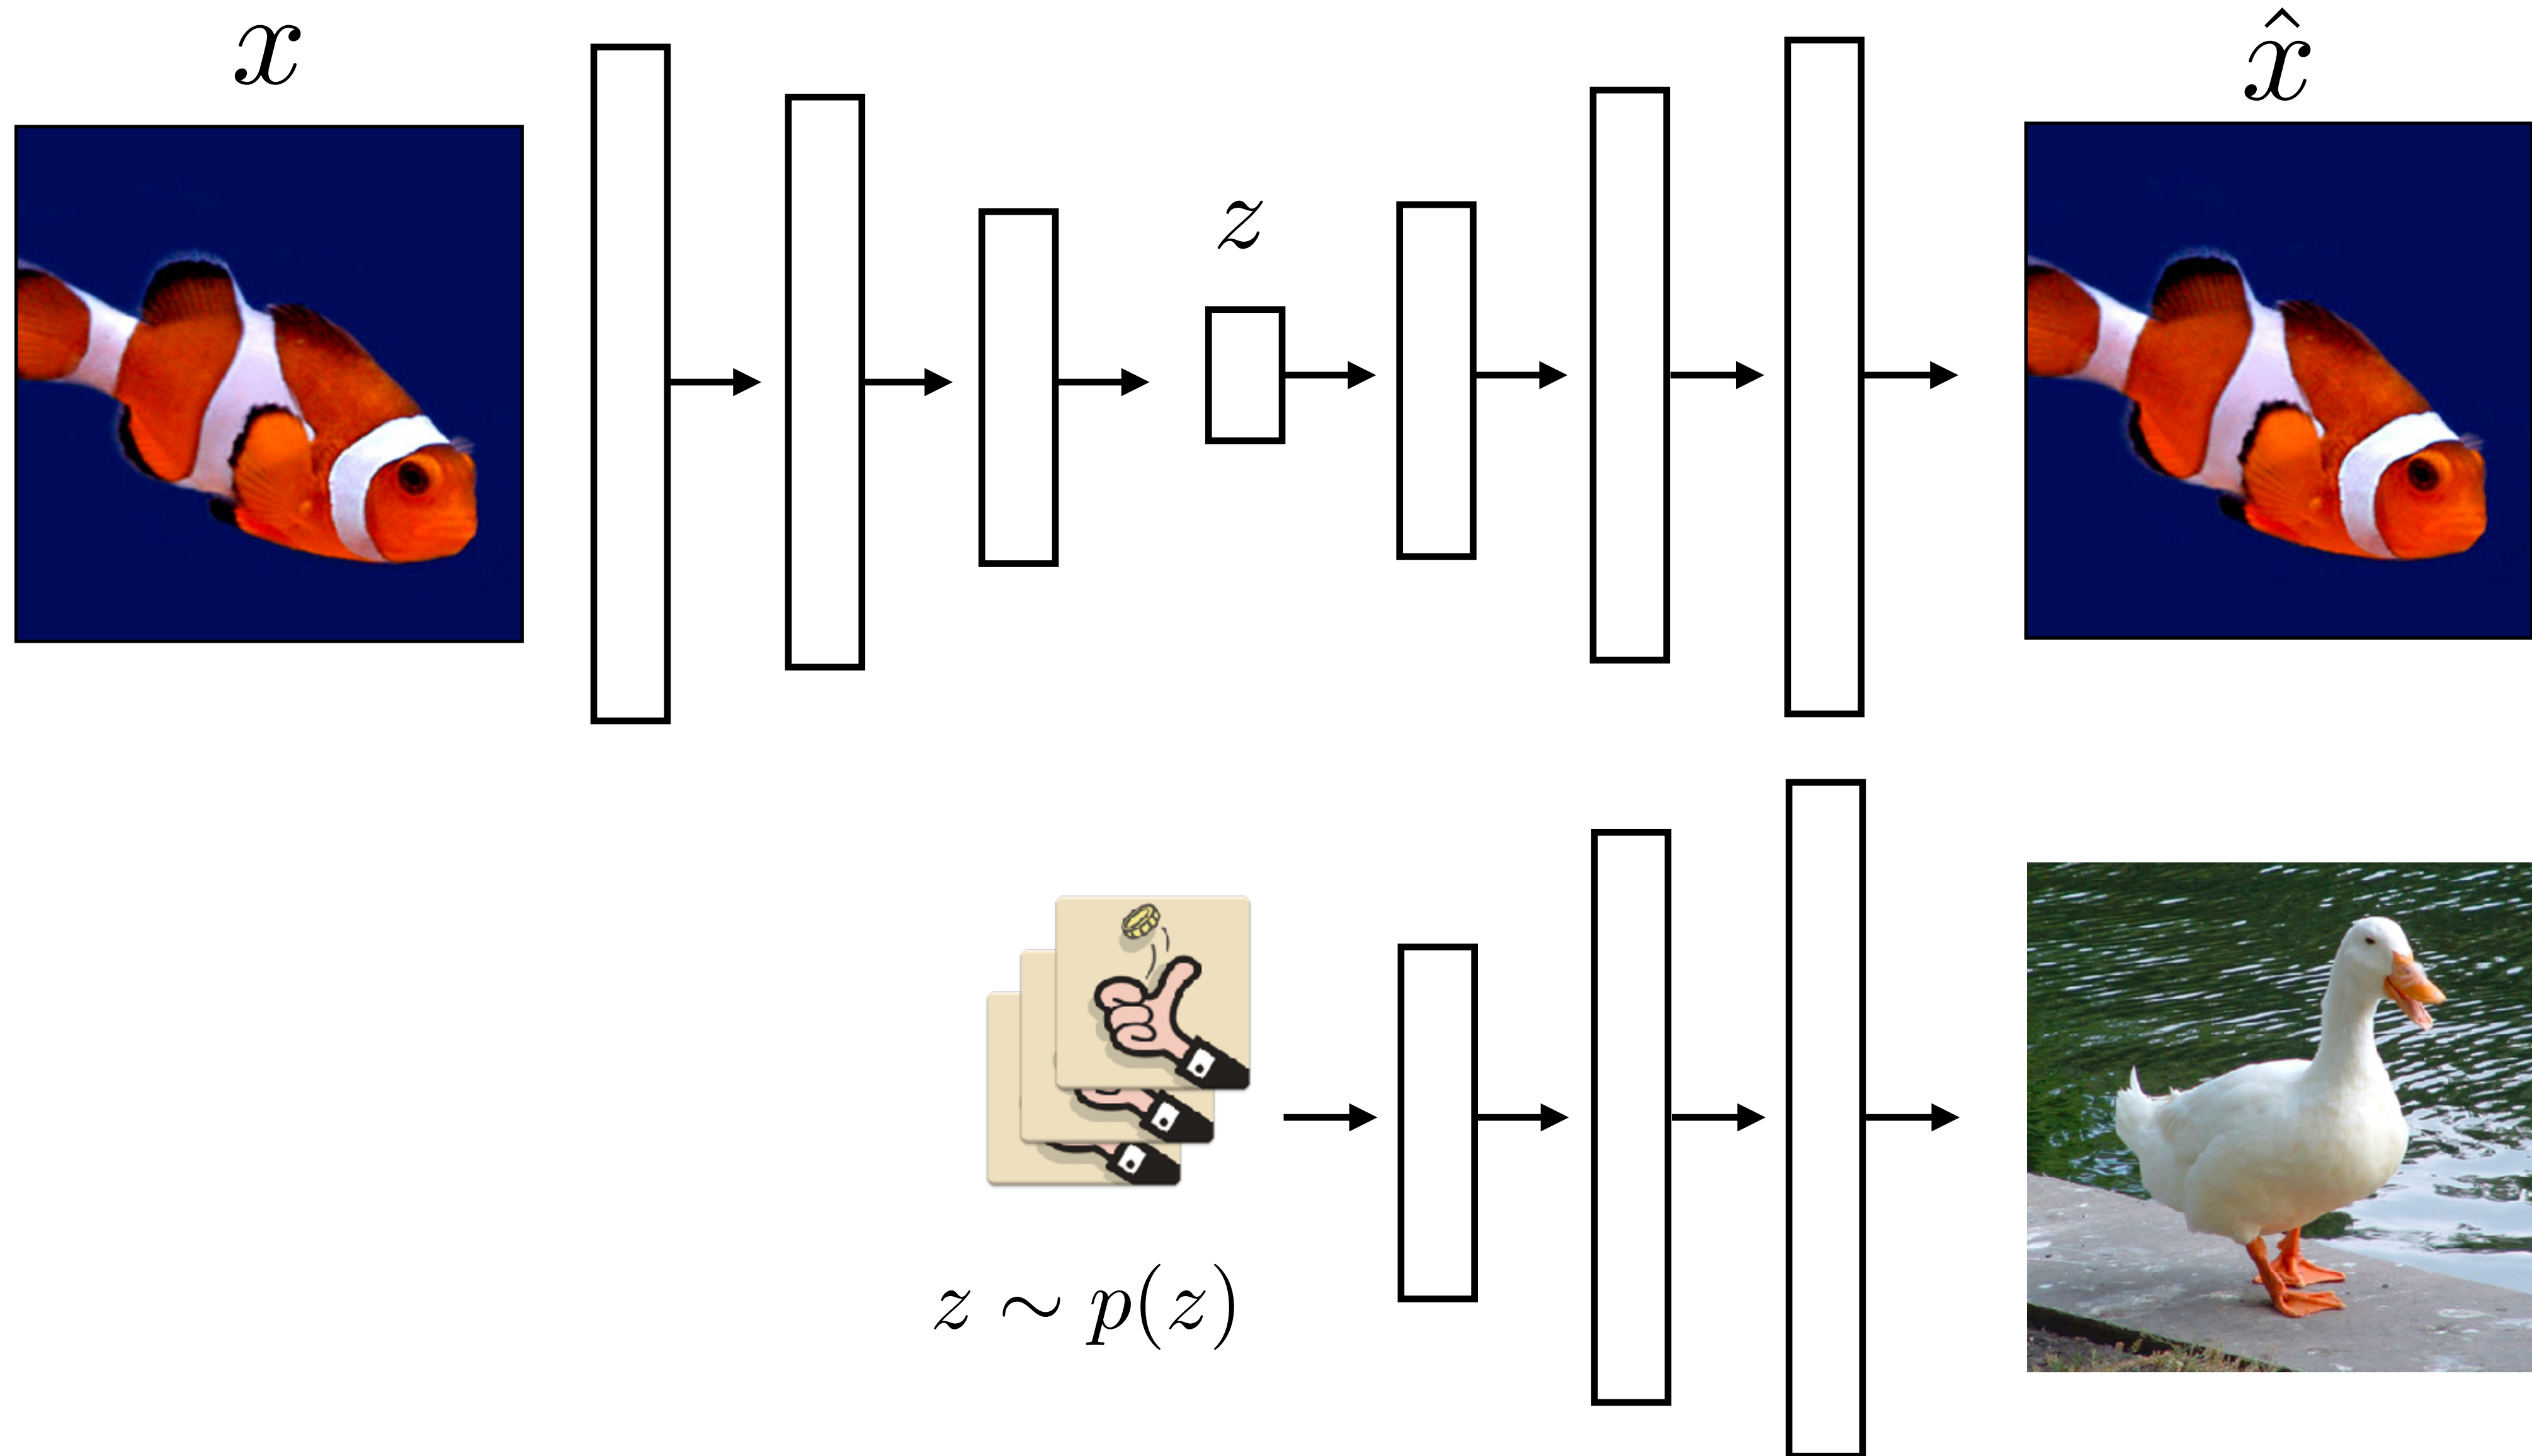 x
x̂
z
z ∼ p(z)